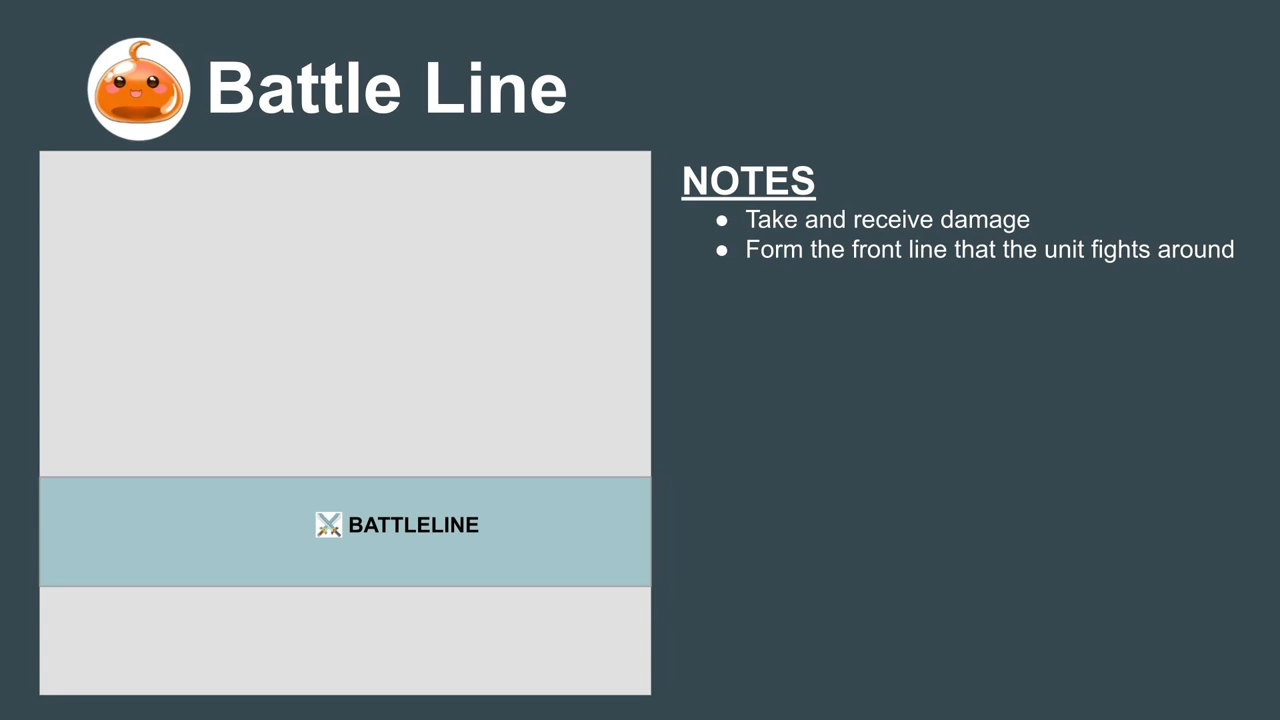 Battle Line
NOTES
● Take and receive damage
● Form the front line that the unit fights around
⚔️ BATTLELINE